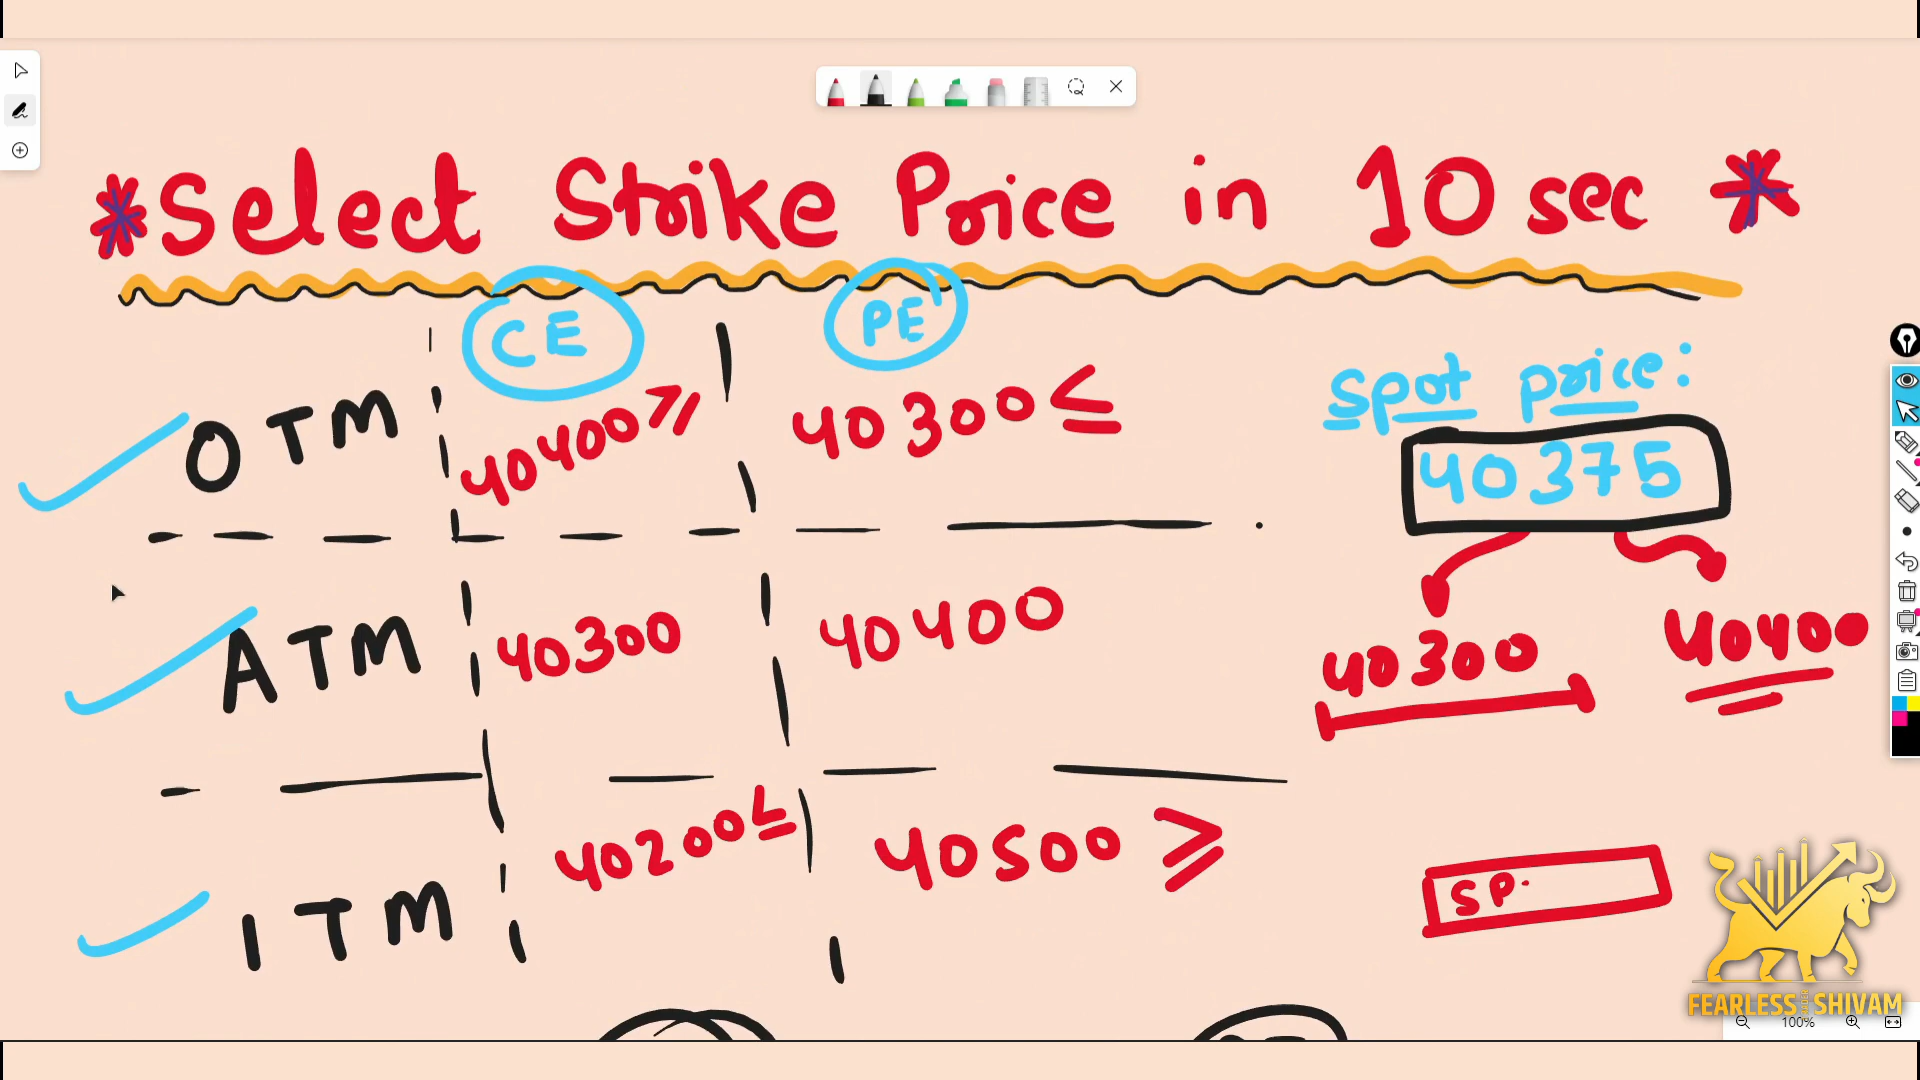 *Select Strike Price in 10 sec *
CE PE
spot price:
OTM 40400 ≥ 40300 ≤
40375
ATM 40300 40400
40300 40400
ITM 40200 ≤ 40500 ≥
SP.
FEARLESS SHIVAM
100%